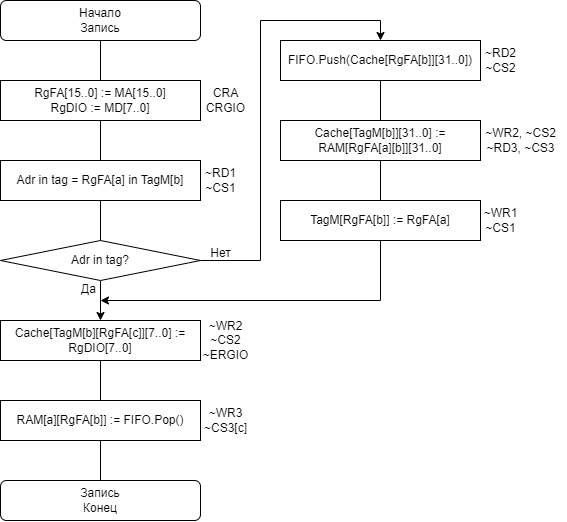 Начало
Запись
RgFA[15..0] := MA[15..0]
RgDIO := MD[7..0]
CRA
CRGIO
Adr in tag = RgFA[a] in TagM[b]
~RD1
~CS1
Adr in tag?
Нет
Да
FIFO.Push(Cache[RgFA[b]][31..0])
~RD2
~CS2
Cache[TagM[b]][31..0] :=
RAM[RgFA[a][b]][31..0]
~WR2, ~CS2
~RD3, ~CS3
TagM[RgFA[b]] := RgFA[a]
~WR1
~CS1
Cache[TagM[b][RgFA[c]][7..0] :=
RgDIO[7..0]
~WR2
~CS2
~ERGIO
RAM[a][RgFA[b]] := FIFO.Pop()
~WR3
~CS3[c]
Запись
Конец